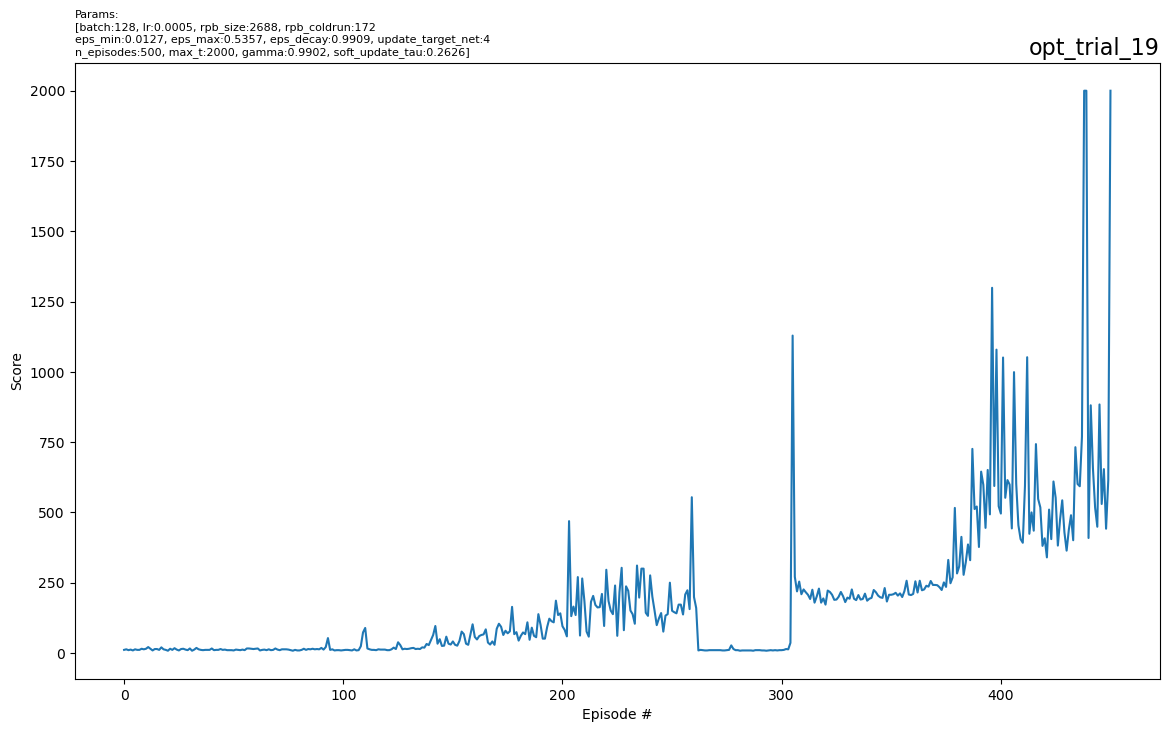 Params:
[batch:128, lr:0.0005, rpb_size:2688, rpb_coldrun:172
eps_min:0.0127, eps_max:0.5357, eps_decay:0.9909, update_target_net:4
n_episodes:500, max_t:2000, gamma:0.9902, soft_update_tau:0.2626]
opt_trial_19
2000
1750
1500
1250
1000
750
500
250
0
Score
0 100 200 300 400
Episode #